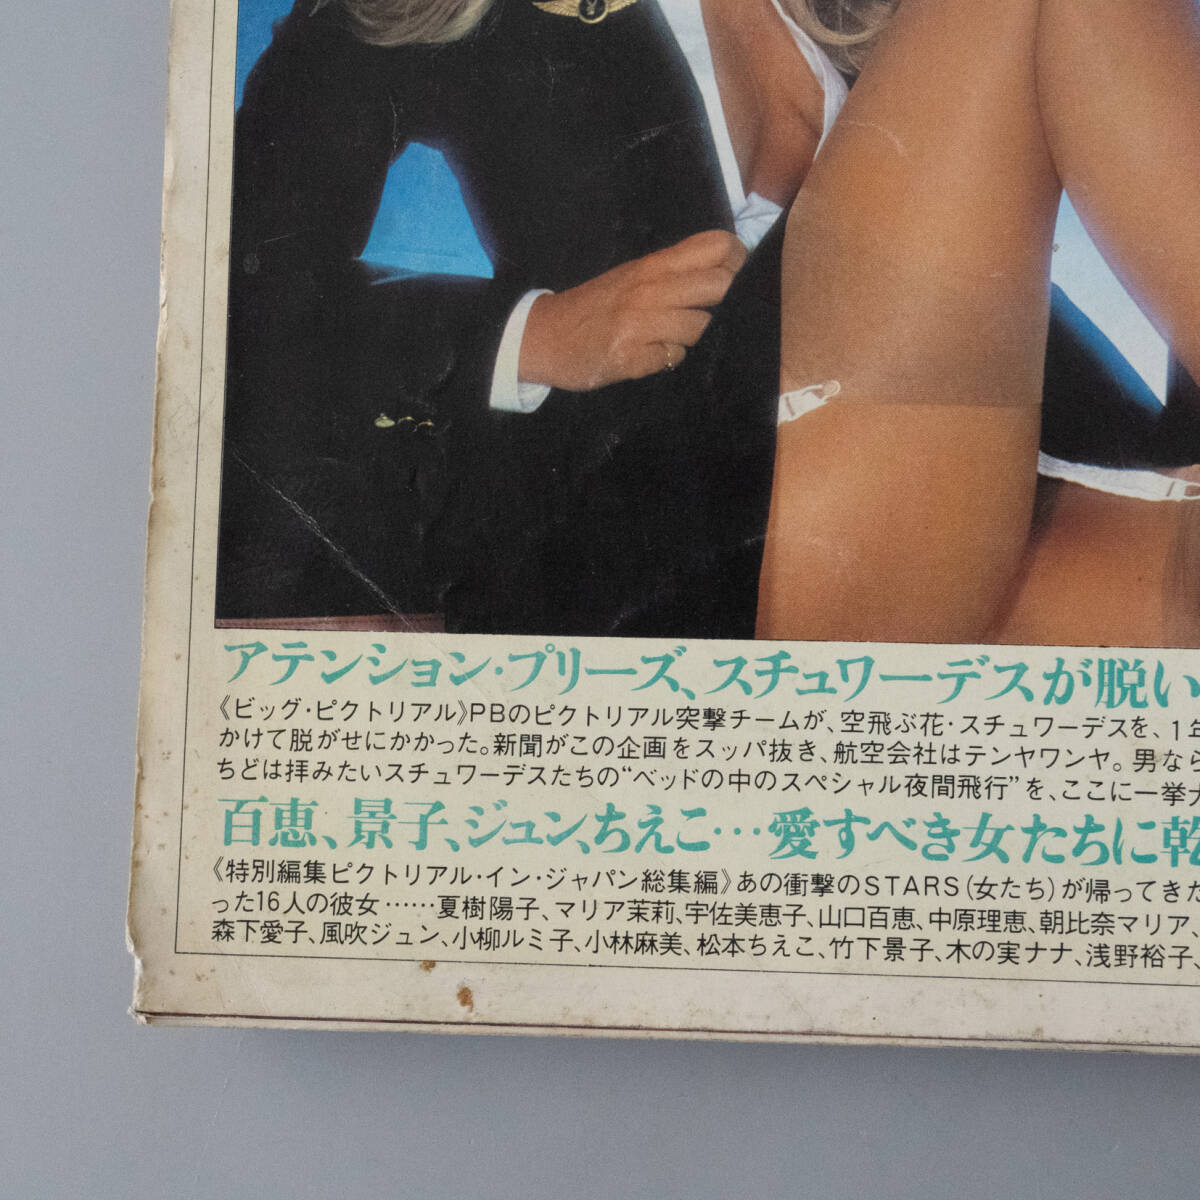 アテンション・プリーズ、スチュワーデスが脱い
《ビッグ・ピクトリアル》PBのピクトリアル突撃チームが、空飛ぶ花・スチュワーデスを、1年
かけて脱がせにかかった。新聞がこの企画をスッパ抜き、航空会社はテンヤワンヤ。男なら
ちどは拝みたいスチュワーデスたちの“ベッドの中のスペシャル夜間飛行”を、ここに一挙大
百恵、景子、ジュン、ちえこ…愛すべき女たちに乾
《特別編集ピクトリアル・イン・ジャパン総集編》あの衝撃のSTARS(女たち)が帰ってきた
った16人の彼女……夏樹陽子、マリア茉莉、宇佐美恵子、山口百恵、中原理恵、朝比奈マリア、
森下愛子、風吹ジュン、小柳ルミ子、小林麻美、松本ちえこ、竹下景子、木の実ナナ、浅野裕子、